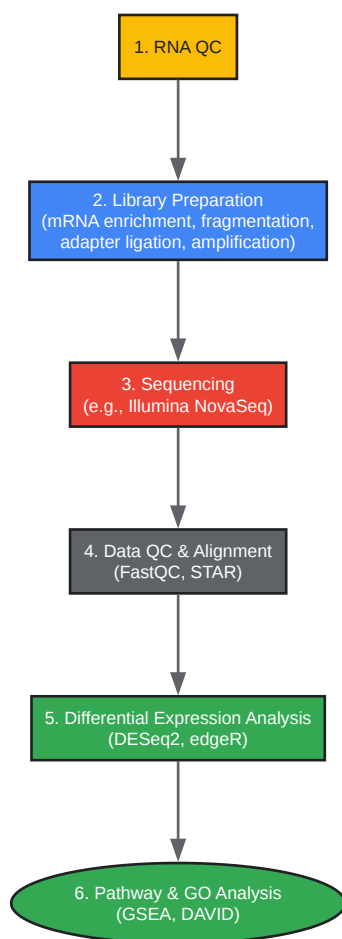 1. RNA QC
2. Library Preparation
(mRNA enrichment, fragmentation,
adapter ligation, amplification)
3. Sequencing
(e.g., Illumina NovaSeq)
4. Data QC & Alignment
(FastQC, STAR)
5. Differential Expression Analysis
(DESeq2, edgeR)
6. Pathway & GO Analysis
(GSEA, DAVID)